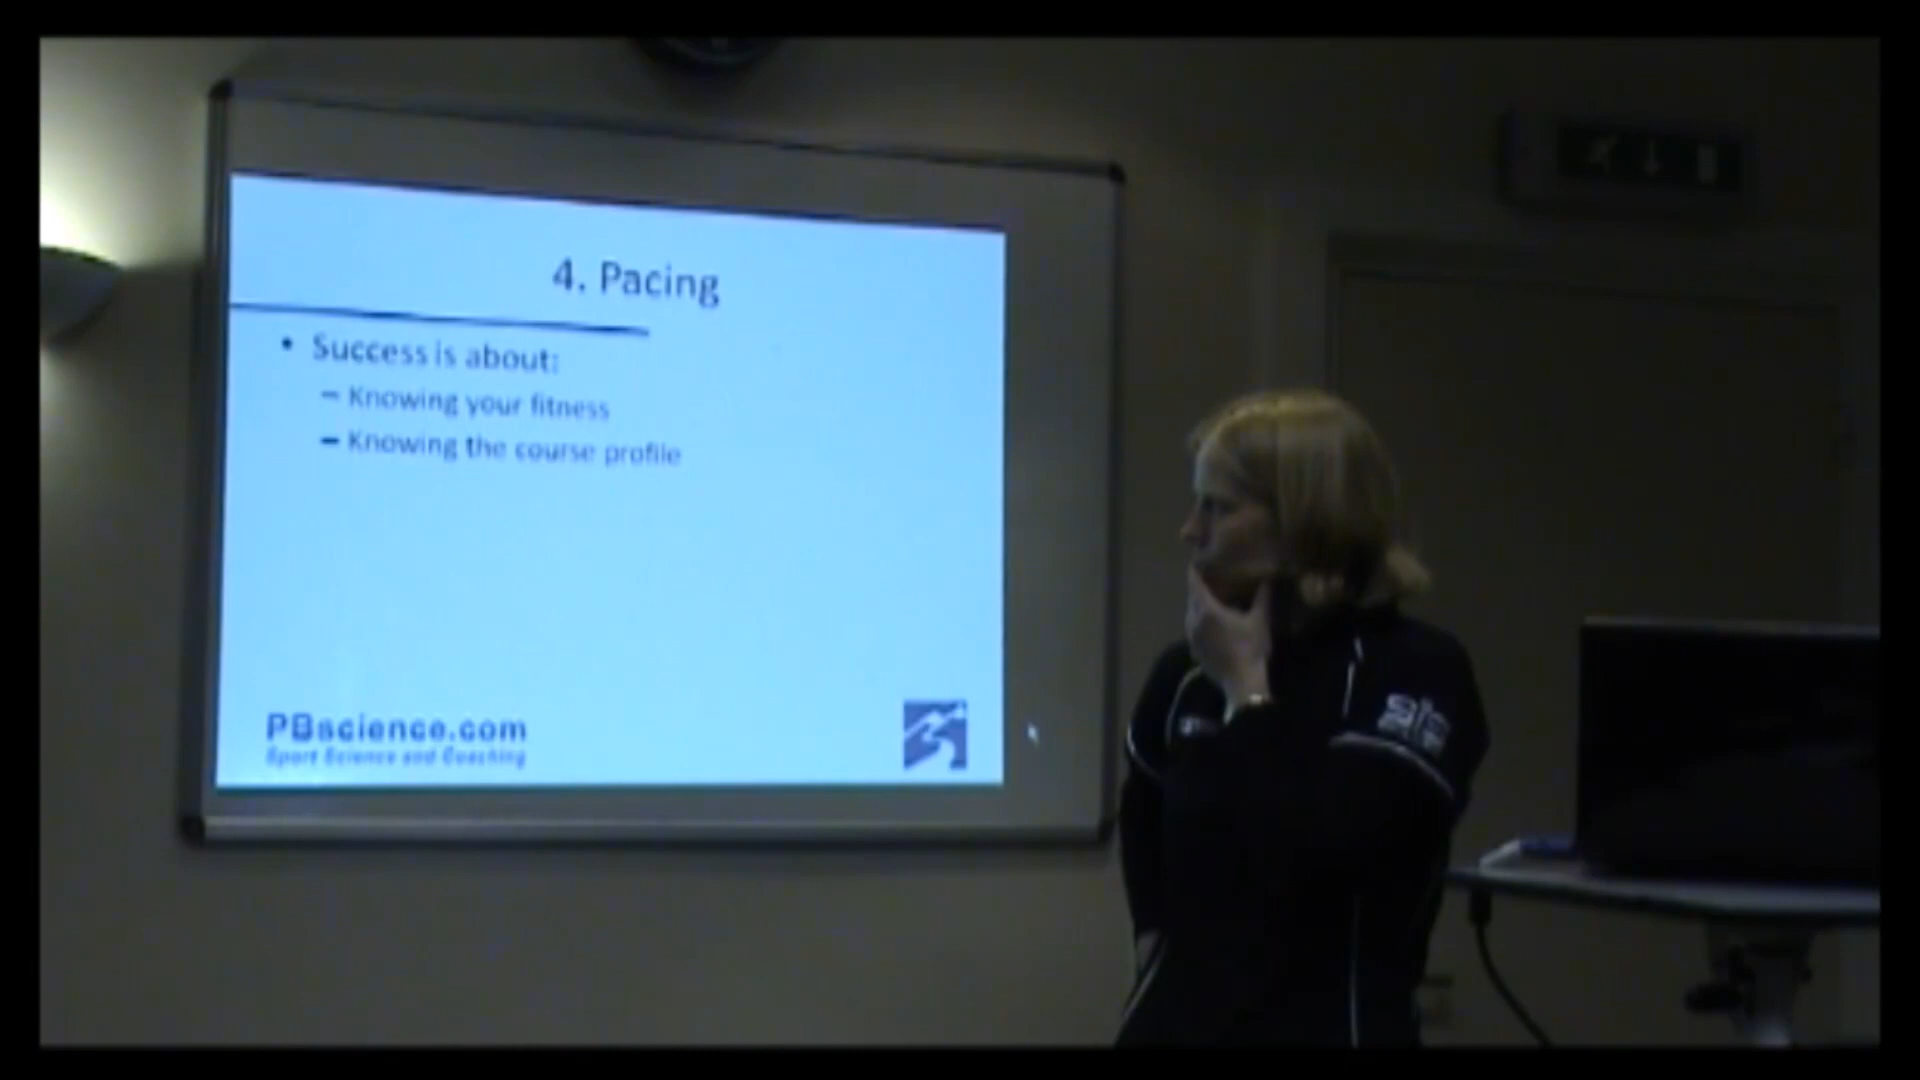 4. Pacing
• Success is about:
– Knowing your fitness
– Knowing the course profile
PBscience.com
Sport Science and Coaching